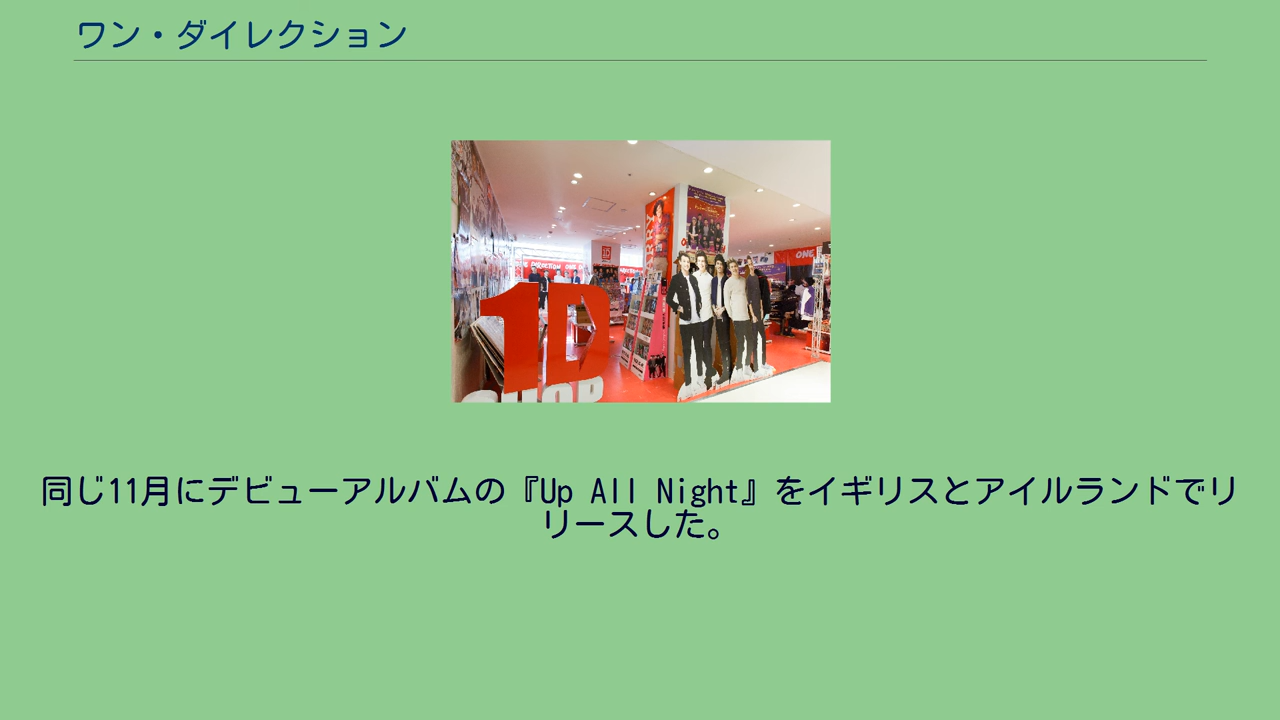 ワン・ダイレクション
1D
SHOP
ONE
同じ11月にデビューアルバムの『Up All Night』をイギリスとアイルランドでリ
リースした。